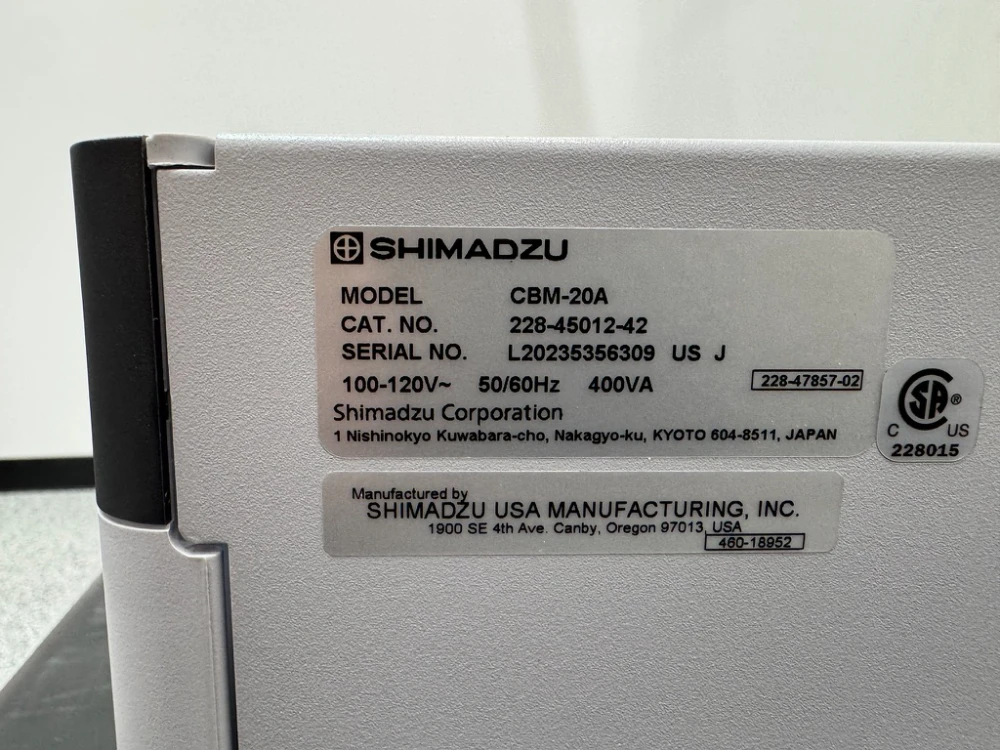 SHIMADZU
MODEL CBM-20A
CAT. NO. 228-45012-42
SERIAL NO. L20235356309 US J
100-120V~ 50/60Hz 400VA 228-47857-02
Shimadzu Corporation
1 Nishinokyo Kuwabara-cho, Nakagyo-ku, KYOTO 604-8511, JAPAN
SA ®
C US
228015
Manufactured by
SHIMADZU USA MANUFACTURING, INC.
1900 SE 4th Ave. Canby, Oregon 97013, USA
460-18952